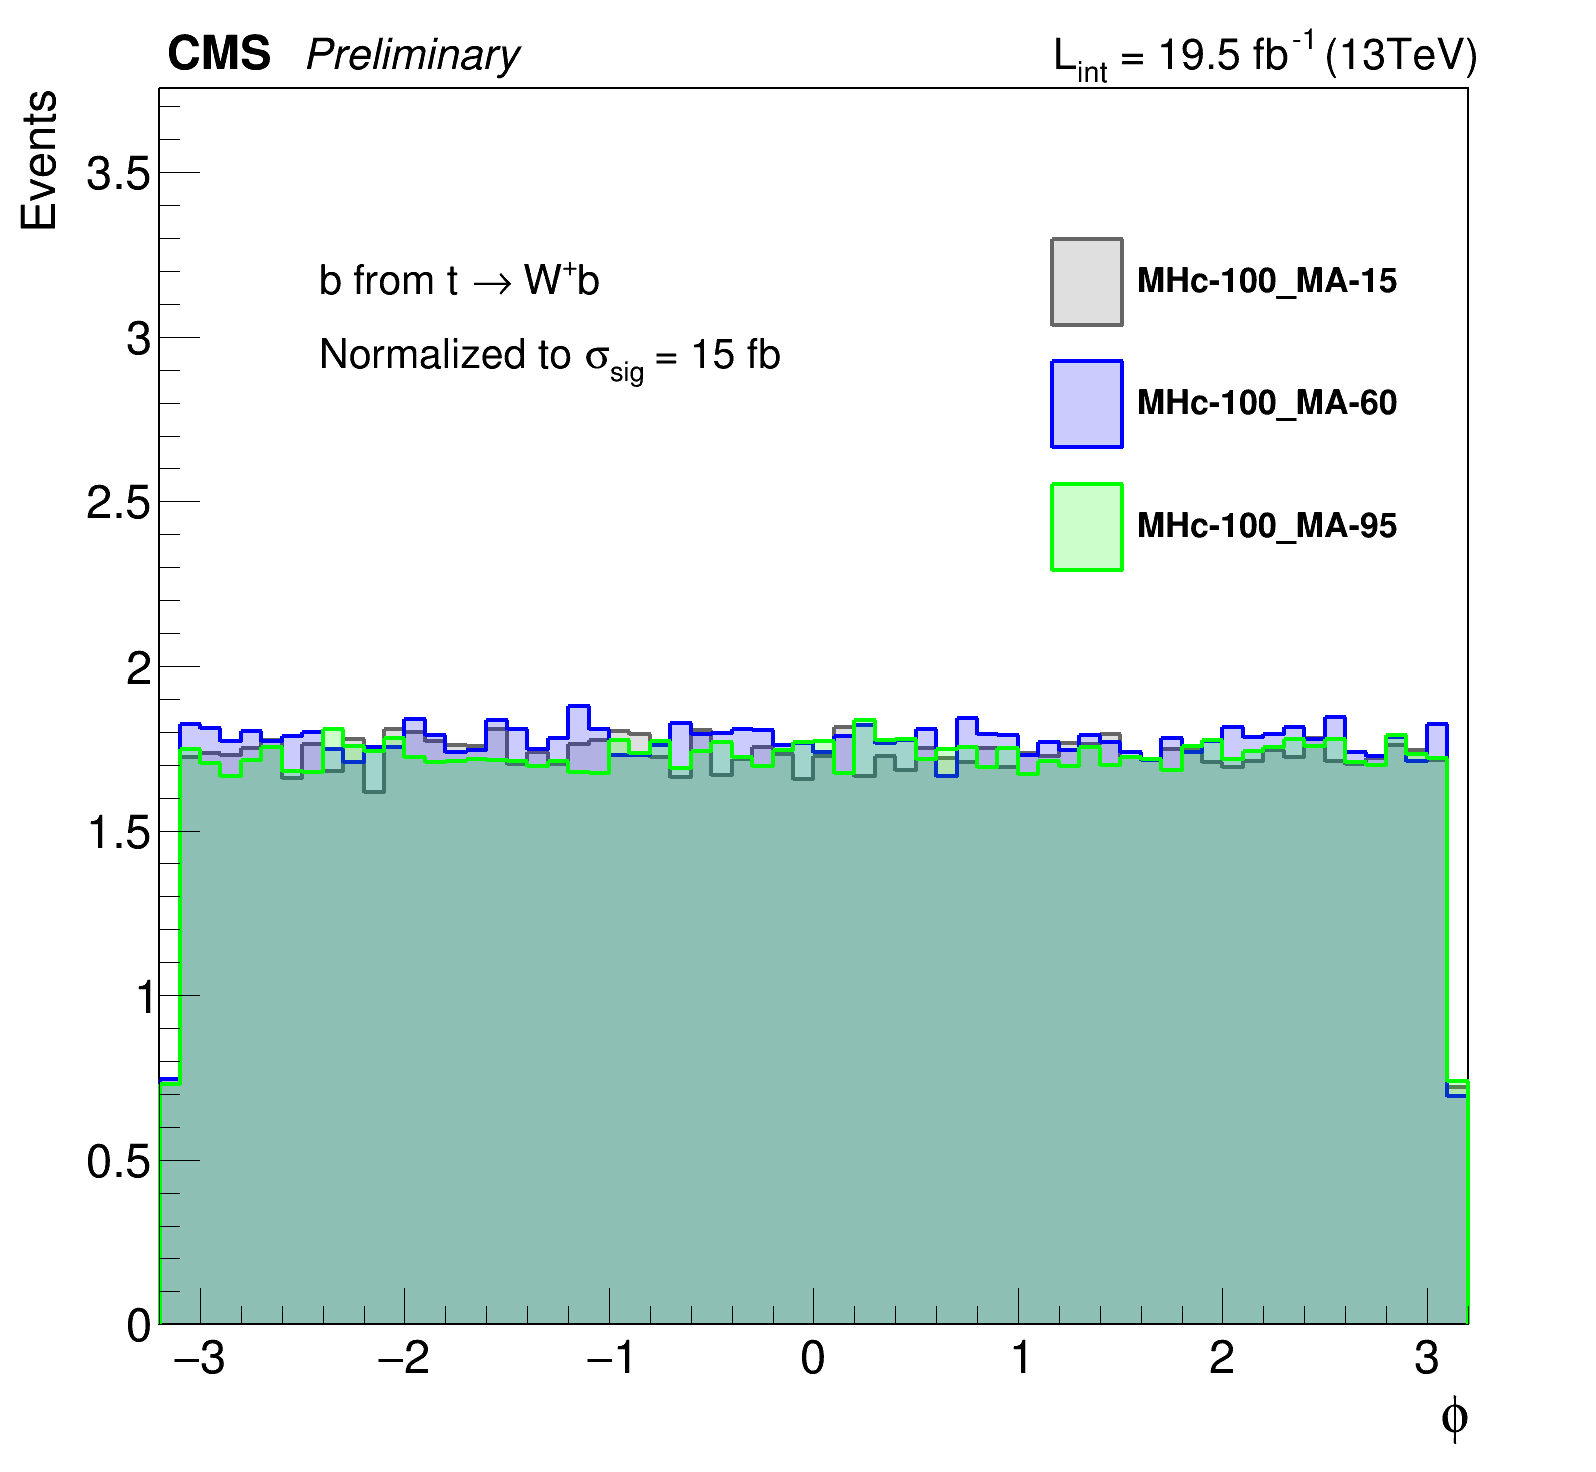 CMS Preliminary
L_int = 19.5 fb^-1 (13TeV)
Events
3.5
3
2.5
2
1.5
1
0.5
0
b from t → W⁺b
Normalized to σ_sig = 15 fb
MHc-100_MA-15
MHc-100_MA-60
MHc-100_MA-95
−3 −2 −1 0 1 2 3
ϕ